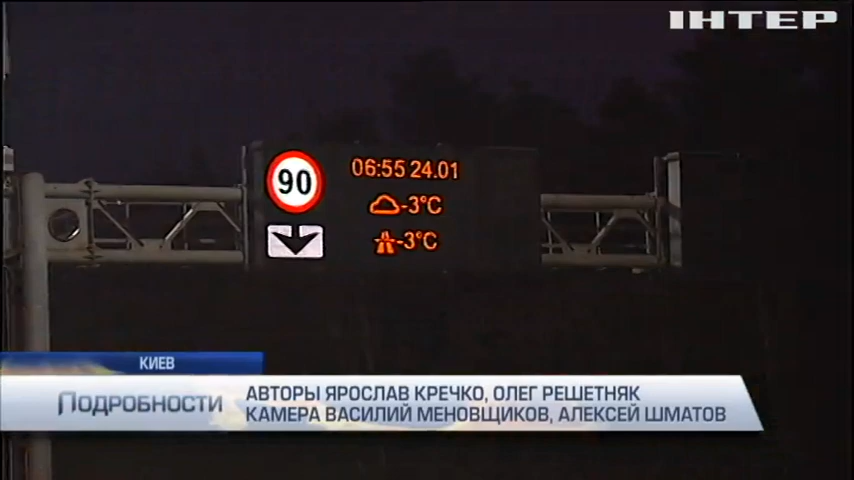 ІНТЕР
90
06:55 24.01
-3°C
-3°C
КИЕВ
ПОДРОБНОСТИ
АВТОРЫ ЯРОСЛАВ КРЕЧКО, ОЛЕГ РЕШЕТНЯК
КАМЕРА ВАСИЛИЙ МЕНОВЩИКОВ, АЛЕКСЕЙ ШМАТОВ